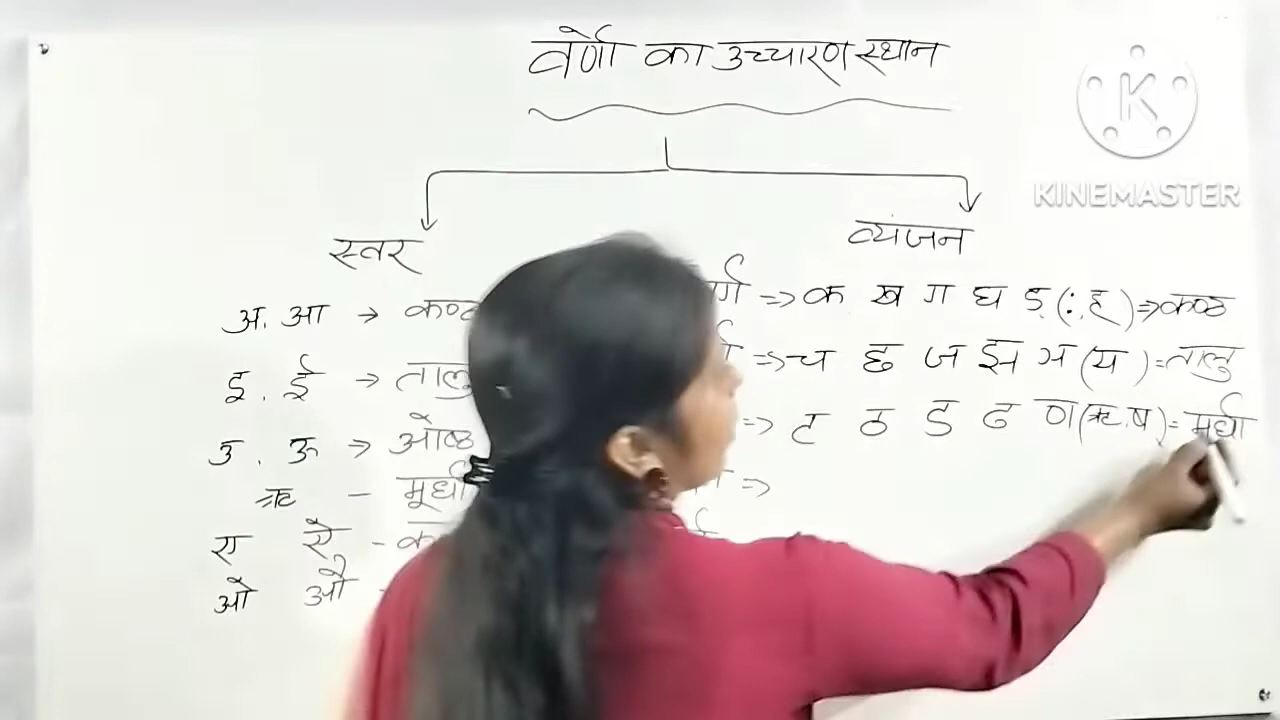 वर्णो का उच्चारण स्थान
KINEMASTER
स्वर
व्यंजन
अ. आ → कण्ठ
र्ग => क ख ग घ ङ (:, ह) => कण्ठ
इ. ई → तालु
=> च छ ज झ ञ (य) = तालु
उ. ऊ → ओष्ठ
=> ट ठ ड ढ ण (ऋ. ष) = मूर्धा
ऋ - मूर्धा
=>
ए ऐ - क
ओ औ -